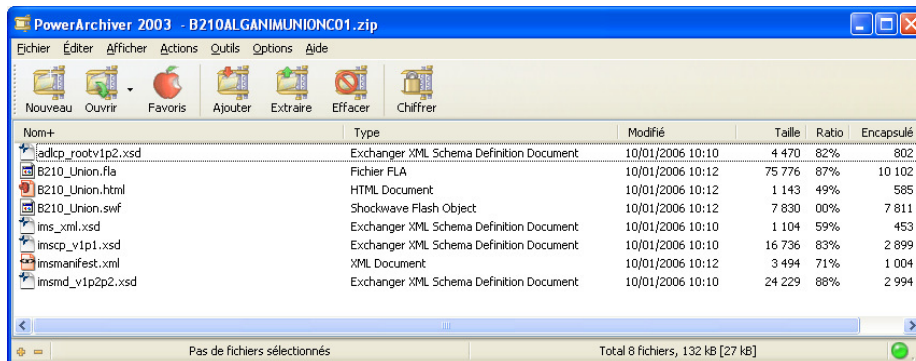 PowerArchiver 2003 - B210ALGANIMUNIONC01.zip
Fichier Éditer Afficher Actions Outils Options Aide
Nouveau Ouvrir Favoris Ajouter Extraire Effacer Chiffrer
Nom+ Type Modifié Taille Ratio Encapsulé
adlcp_rootv1p2.xsd Exchanger XML Schema Definition Document 10/01/2006 10:10 4 470 82% 802
B210_Union.fla Fichier FLA 10/01/2006 10:12 75 776 87% 10 102
B210_Union.html HTML Document 10/01/2006 10:12 1 143 49% 585
B210_Union.swf Shockwave Flash Object 10/01/2006 10:12 7 830 00% 7 811
ims_xml.xsd Exchanger XML Schema Definition Document 10/01/2006 10:10 1 104 59% 453
imscp_v1p1.xsd Exchanger XML Schema Definition Document 10/01/2006 10:10 16 736 83% 2 899
imsmanifest.xml XML Document 10/01/2006 10:12 3 494 71% 1 004
imsmd_v1p2p2.xsd Exchanger XML Schema Definition Document 10/01/2006 10:10 24 229 88% 2 994
Pas de fichiers sélectionnés Total 8 fichiers, 132 kB [27 kB]